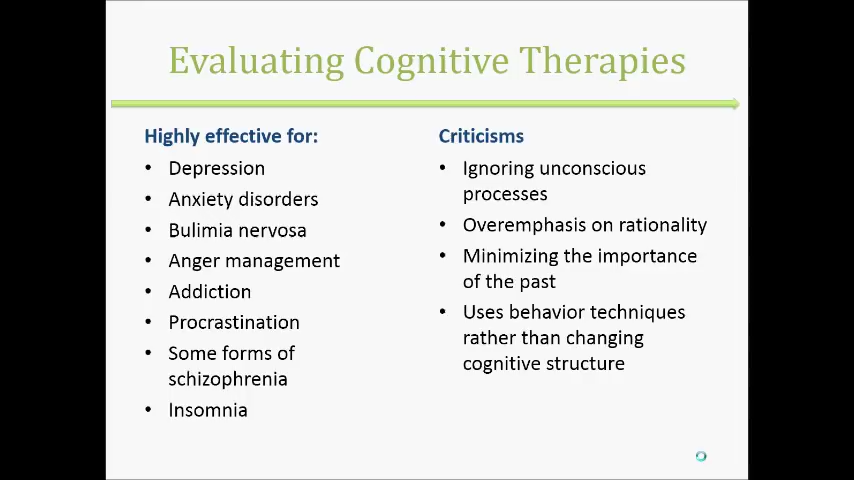 Evaluating Cognitive Therapies
Highly effective for:
• Depression
• Anxiety disorders
• Bulimia nervosa
• Anger management
• Addiction
• Procrastination
• Some forms of
schizophrenia
• Insomnia
Criticisms
• Ignoring unconscious
processes
• Overemphasis on rationality
• Minimizing the importance
of the past
• Uses behavior techniques
rather than changing
cognitive structure